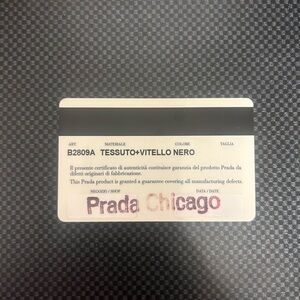 ART. MATERIALE COLORE TAGLIA
B2809A TESSUTO+VITELLO NERO
Il presente certificato di autenticità costituisce garanzia del prodotto Prada da
difetti originari di fabbricazione.
This Prada product is granted a guarantee covering all manufacturing defects.
NEGOZIO / SHOP DATA / DATE
Prada Chicago